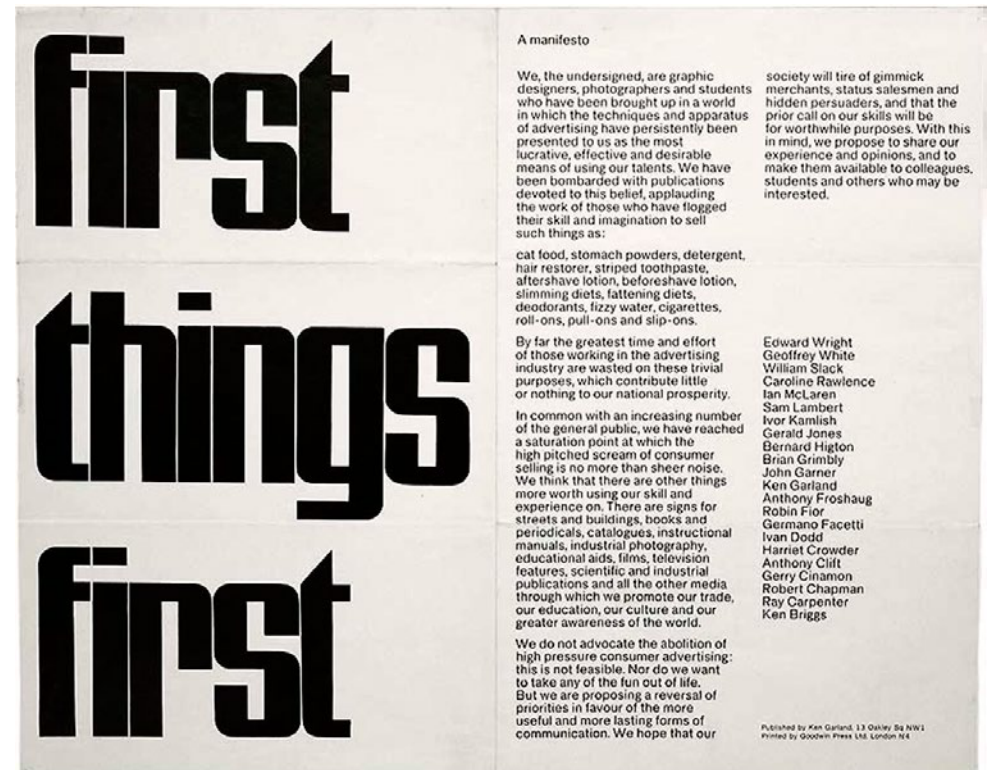 first
things
first
A manifesto
We, the undersigned, are graphic
designers, photographers and students
who have been brought up in a world
in which the techniques and apparatus
of advertising have persistently been
presented to us as the most
lucrative, effective and desirable
means of using our talents. We have
been bombarded with publications
devoted to this belief, applauding
the work of those who have flogged
their skill and imagination to sell
such things as:
cat food, stomach powders, detergent,
hair restorer, striped toothpaste,
aftershave lotion, beforeshave lotion,
slimming diets, fattening diets,
deodorants, fizzy water, cigarettes,
roll-ons, pull-ons and slip-ons.
By far the greatest time and effort
of those working in the advertising
industry are wasted on these trivial
purposes, which contribute little
or nothing to our national prosperity.
In common with an increasing number
of the general public, we have reached
a saturation point at which the
high pitched scream of consumer
selling is no more than sheer noise.
We think that there are other things
more worth using our skill and
experience on. There are signs for
streets and buildings, books and
periodicals, catalogues, instructional
manuals, industrial photography,
educational aids, films, television
features, scientific and industrial
publications and all the other media
through which we promote our trade,
our education, our culture and our
greater awareness of the world.
We do not advocate the abolition of
high pressure consumer advertising:
this is not feasible. Nor do we want
to take any of the fun out of life.
But we are proposing a reversal of
priorities in favour of the more
useful and more lasting forms of
communication. We hope that our
society will tire of gimmick
merchants, status salesmen and
hidden persuaders, and that the
prior call on our skills will be
for worthwhile purposes. With this
in mind, we propose to share our
experience and opinions, and to
make them available to colleagues,
students and others who may be
interested.
Edward Wright
Geoffrey White
William Slack
Caroline Rawlence
Ian McLaren
Sam Lambert
Ivor Kamlish
Gerald Jones
Bernard Higton
Brian Grimbly
John Garner
Ken Garland
Anthony Froshaug
Robin Fior
Germano Facetti
Ivan Dodd
Harriet Crowder
Anthony Clift
Gerry Cinamon
Robert Chapman
Ray Carpenter
Ken Briggs
Published by Ken Garland, 13 Oakley Sq NW1
Printed by Goodwin Press Ltd. London N4